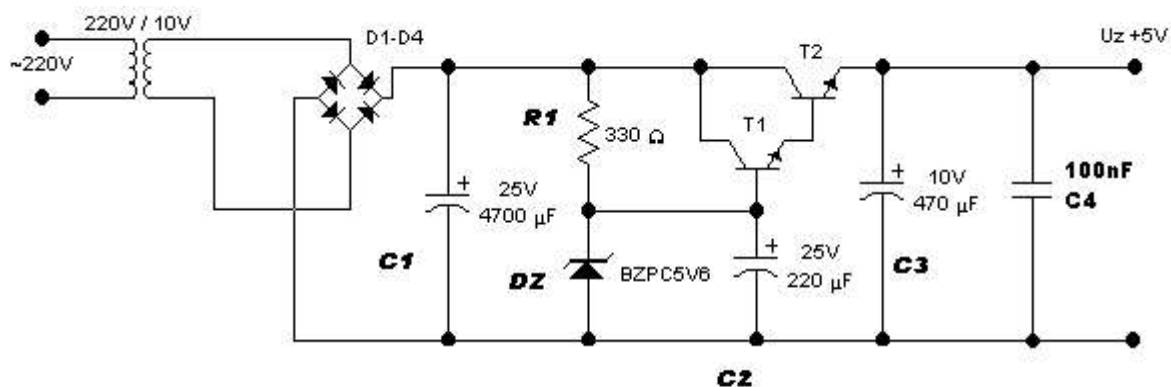 220V / 10V
D1-D4
~220V
R1
330 Ω
T2
T1
Uz +5V
25V
4700 µF
C1
DZ
BZPC5V6
25V
220 µF
C2
10V
470 µF
C3
100nF
C4